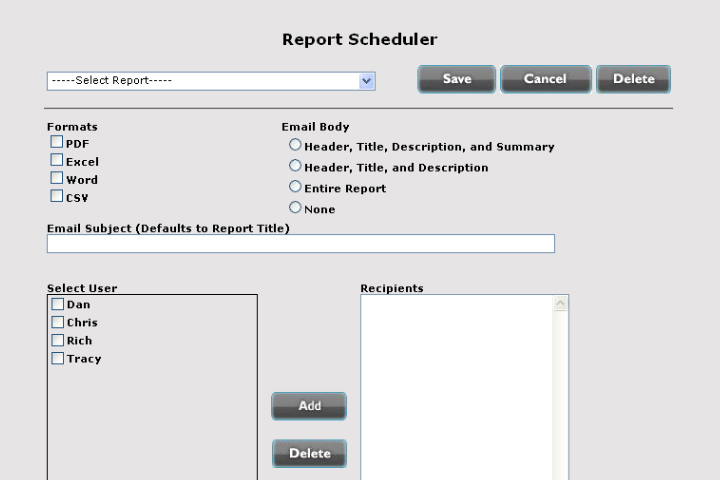 Report Scheduler
-----Select Report-----
Save
Cancel
Delete
Formats
PDF
Excel
Word
CSV
Email Body
Header, Title, Description, and Summary
Header, Title, and Description
Entire Report
None
Email Subject (Defaults to Report Title)
Select User
Dan
Chris
Rich
Tracy
Add
Delete
Recipients